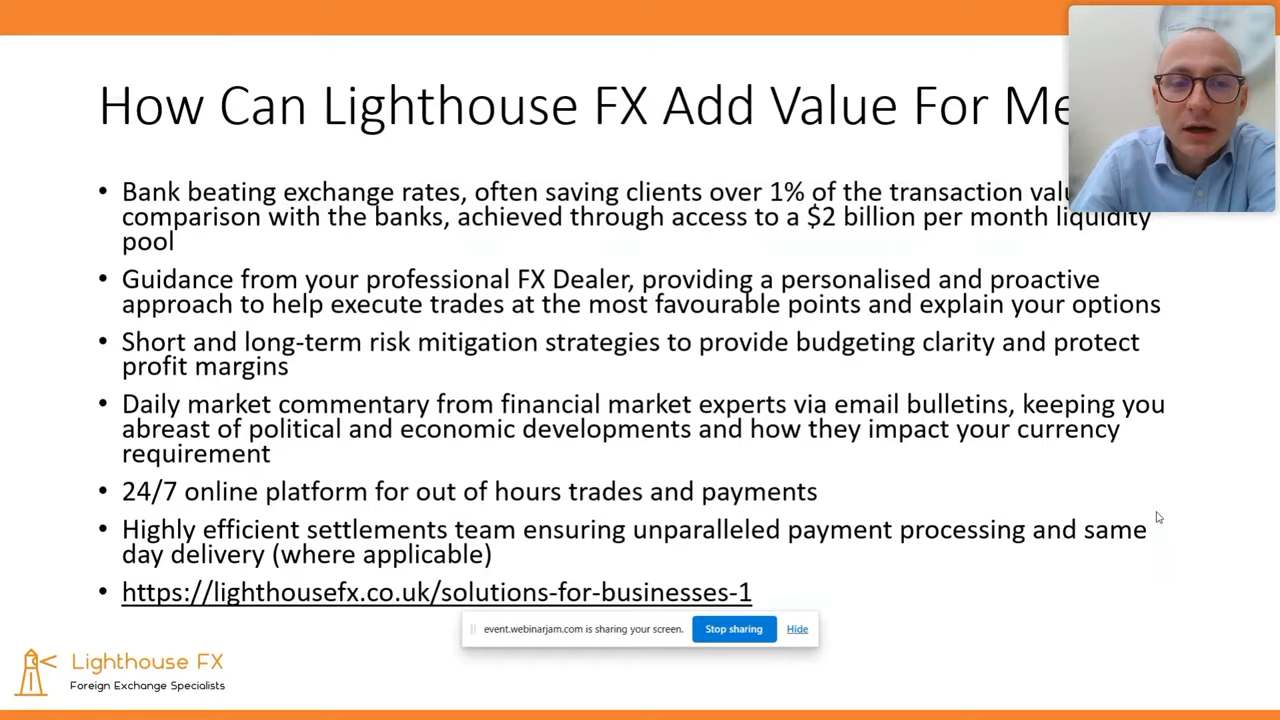 How Can Lighthouse FX Add Value For Me
• Bank beating exchange rates, often saving clients over 1% of the transaction
comparison with the banks, achieved through access to a $2 billion per month liquidity
pool
• Guidance from your professional FX Dealer, providing a personalised and proactive
approach to help execute trades at the most favourable points and explain your options
• Short and long-term risk mitigation strategies to provide budgeting clarity and protect
profit margins
• Daily market commentary from financial market experts via email bulletins, keeping you
abreast of political and economic developments and how they impact your currency
requirement
• 24/7 online platform for out of hours trades and payments
• Highly efficient settlements team ensuring unparalleled payment processing and same
day delivery (where applicable)
• https://lighthousefx.co.uk/solutions-for-businesses-1
event.webinarjam.com is sharing your screen. Stop sharing Hide
Lighthouse FX
Foreign Exchange Specialists